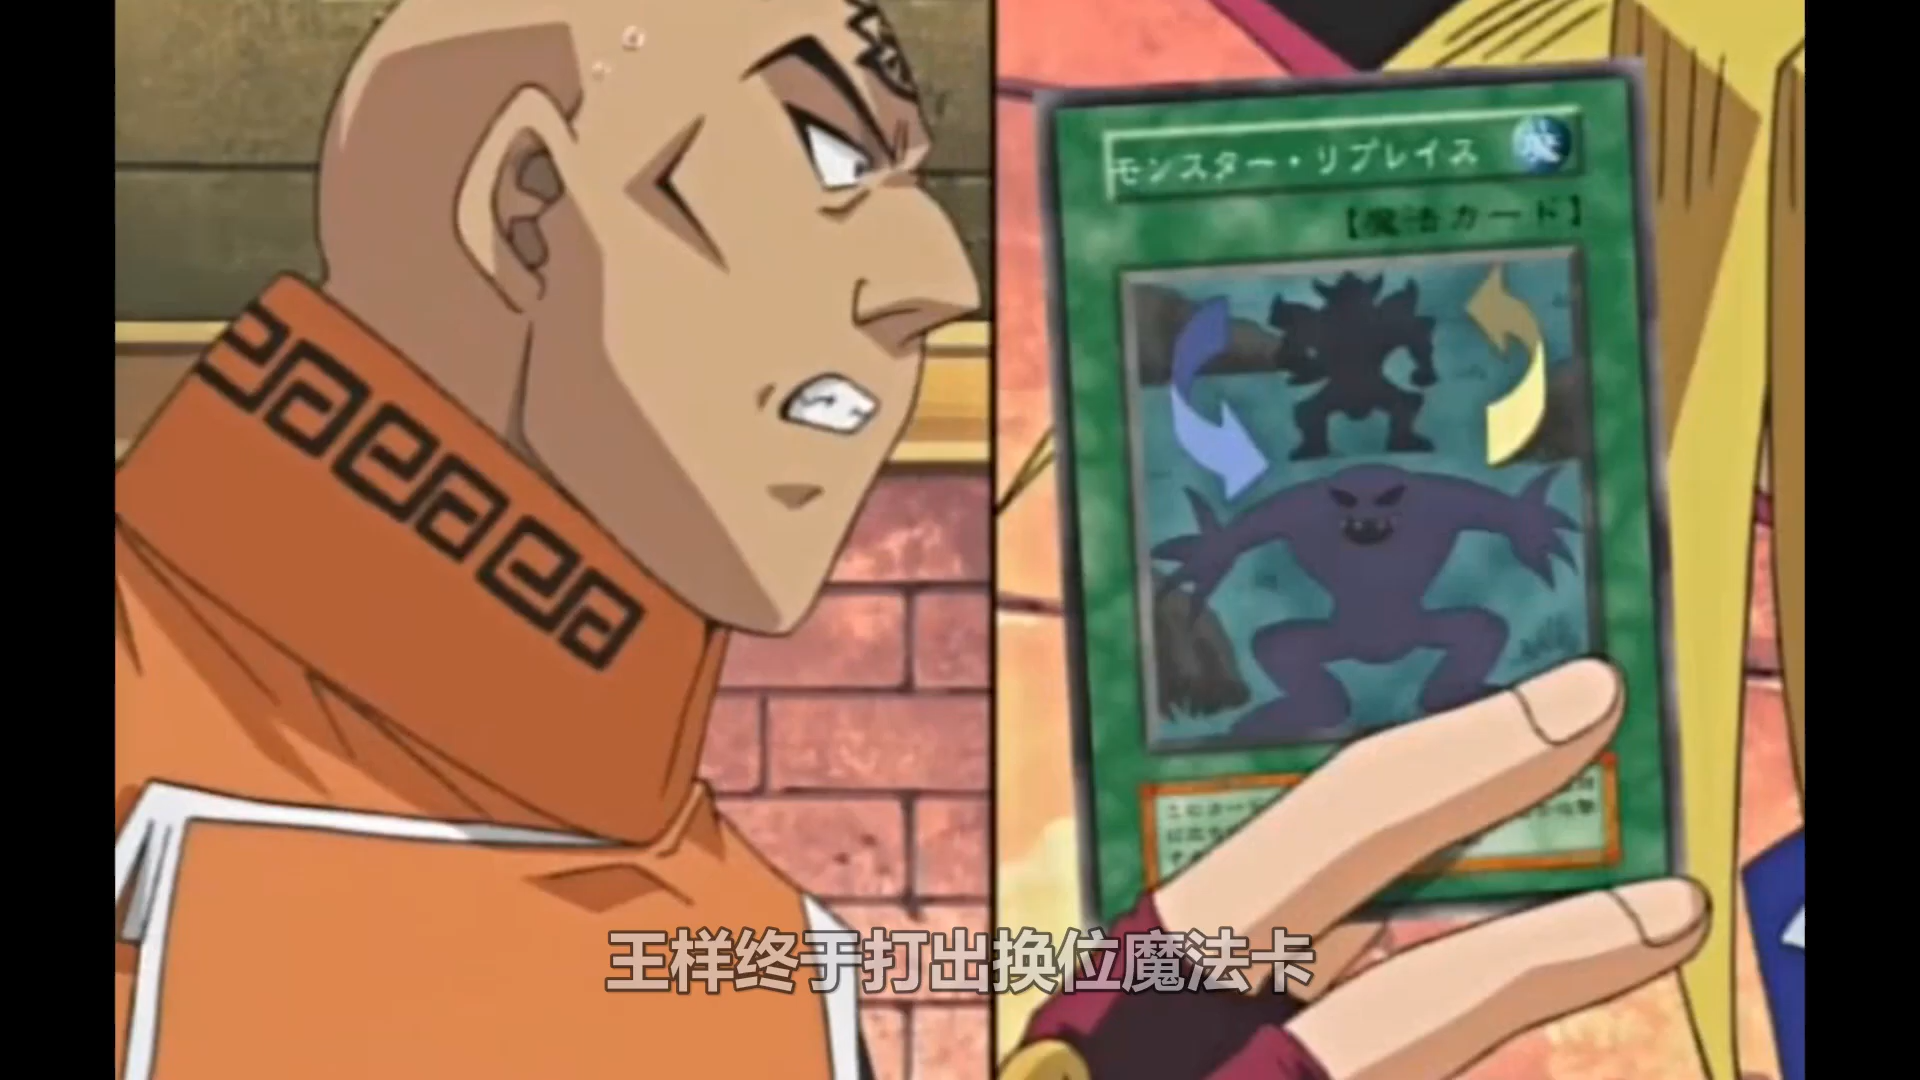 モンスター・リプレイス
【魔法カード】
王样终于打出换位魔法卡